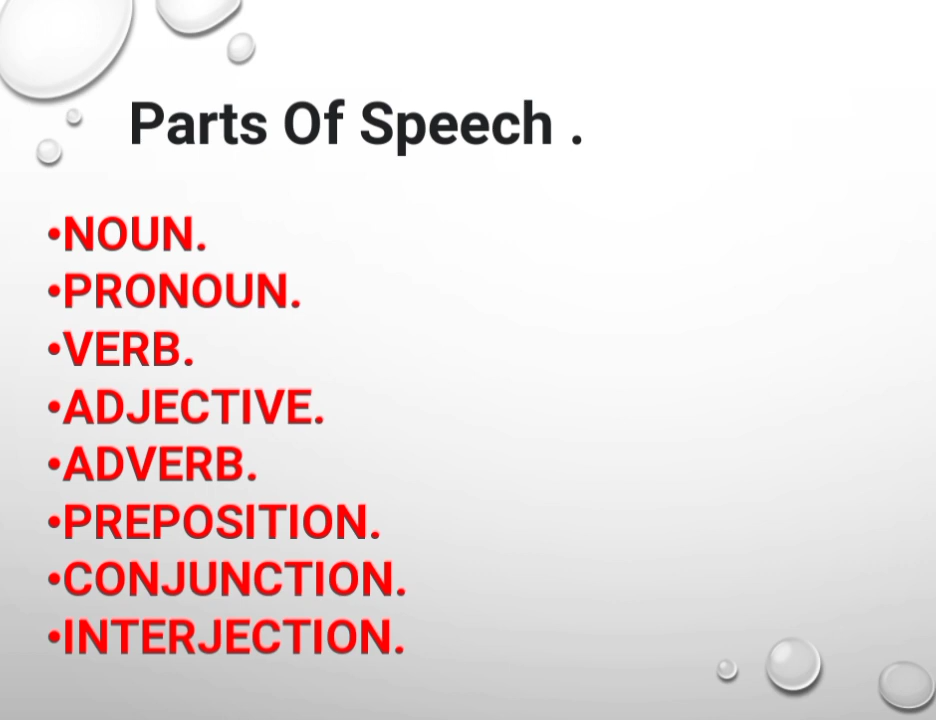 Parts Of Speech .
•NOUN.
•PRONOUN.
•VERB.
•ADJECTIVE.
•ADVERB.
•PREPOSITION.
•CONJUNCTION.
•INTERJECTION.